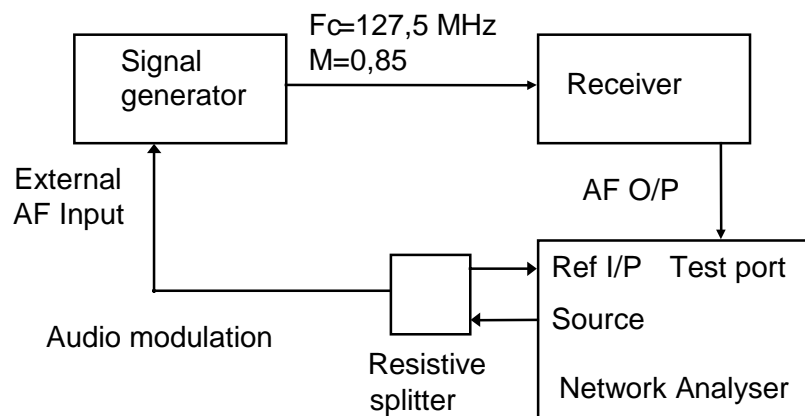 Fc=127,5 MHz
M=0,85
Signal
generator
Receiver
External
AF Input
AF O/P
Ref I/P Test port
Source
Audio modulation
Resistive
splitter
Network Analyser